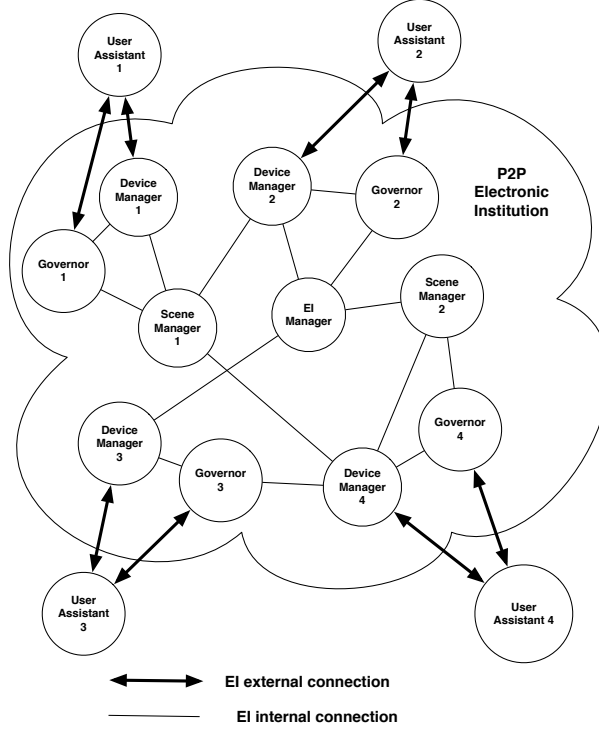 User
Assistant
1
User
Assistant
2
P2P
Electronic
Institution
Device
Manager
1
Device
Manager
2
Governor
2
Governor
1
Scene
Manager
1
EI
Manager
Scene
Manager
2
Device
Manager
3
Governor
3
Device
Manager
4
Governor
4
User
Assistant
3
User
Assistant 4
EI external connection
EI internal connection